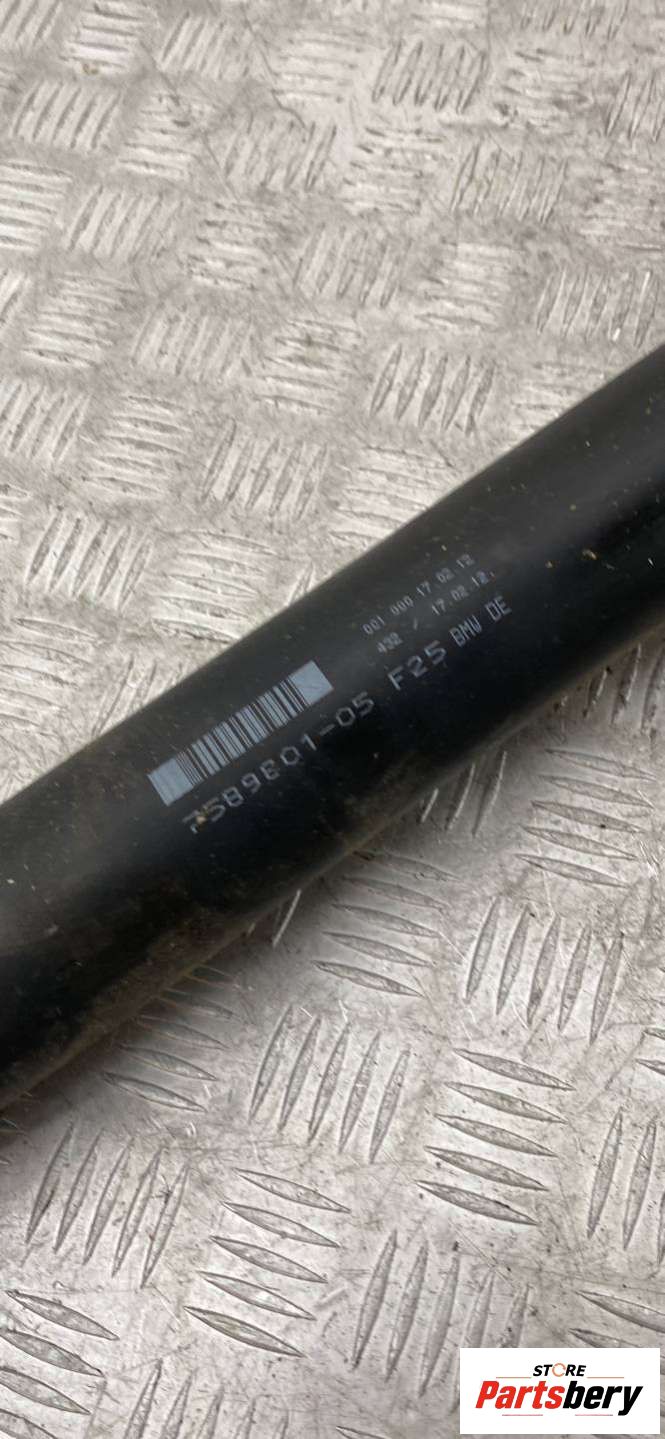 001 000 17 02 12
432 / 17.02.12.
7589801-05 F25 BMW DE
STORE
Partsbery